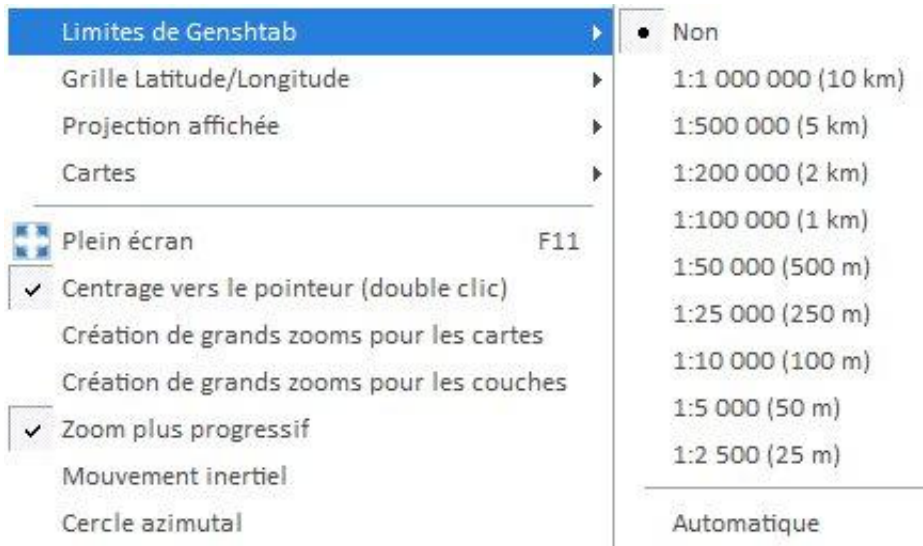 Limites de Genshtab
Grille Latitude/Longitude
Projection affichée
Cartes
Plein écran F11
Centrage vers le pointeur (double clic)
Création de grands zooms pour les cartes
Création de grands zooms pour les couches
Zoom plus progressif
Mouvement inertiel
Cercle azimutal
Non
1:1 000 000 (10 km)
1:500 000 (5 km)
1:200 000 (2 km)
1:100 000 (1 km)
1:50 000 (500 m)
1:25 000 (250 m)
1:10 000 (100 m)
1:5 000 (50 m)
1:2 500 (25 m)
Automatique